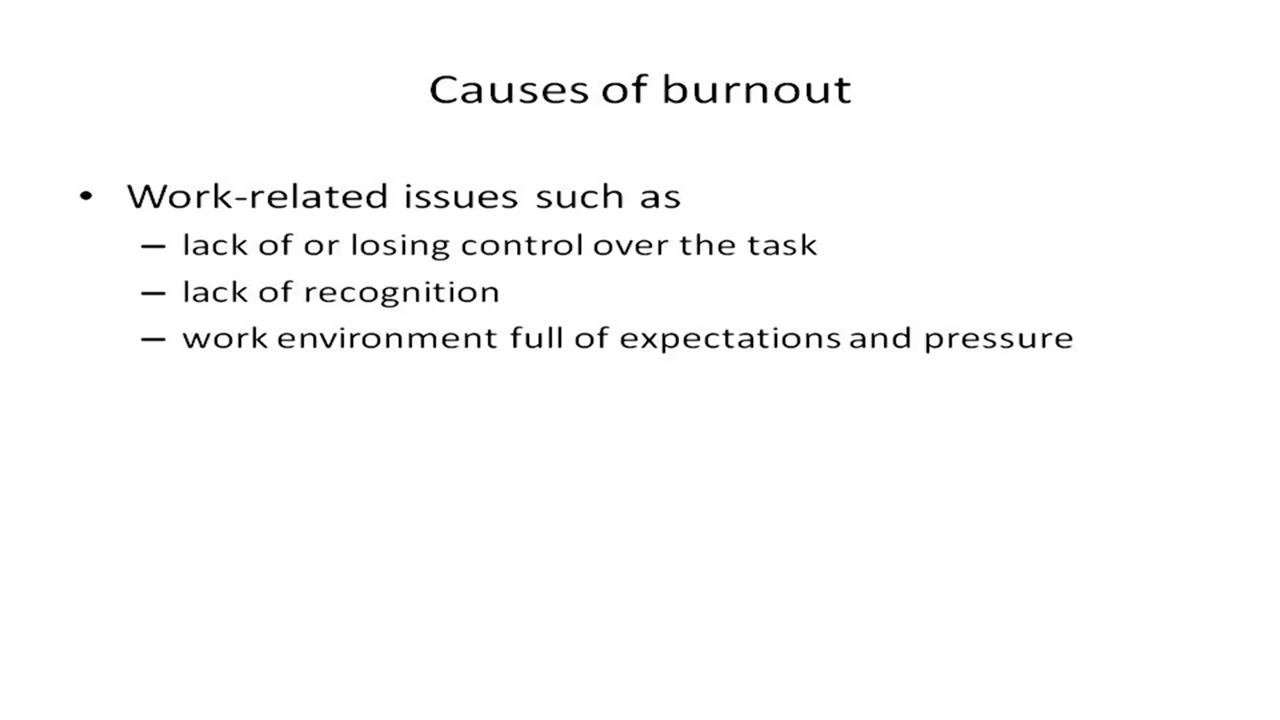 Causes of burnout
• Work-related issues such as
– lack of or losing control over the task
– lack of recognition
– work environment full of expectations and pressure